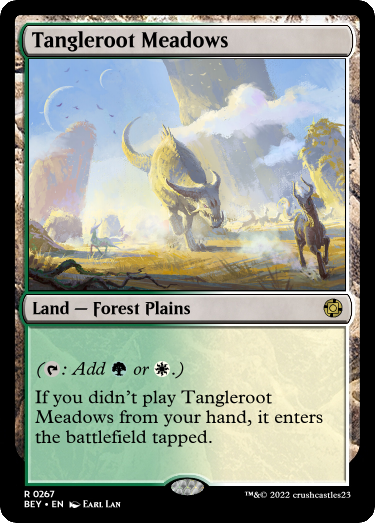 Tangleroot Meadows
Land — Forest Plains
(: Add or .)
If you didn't play Tangleroot
Meadows from your hand, it enters
the battlefield tapped.
R 0267
BEY • EN EARL LAN
™& © 2022 crushcastles23